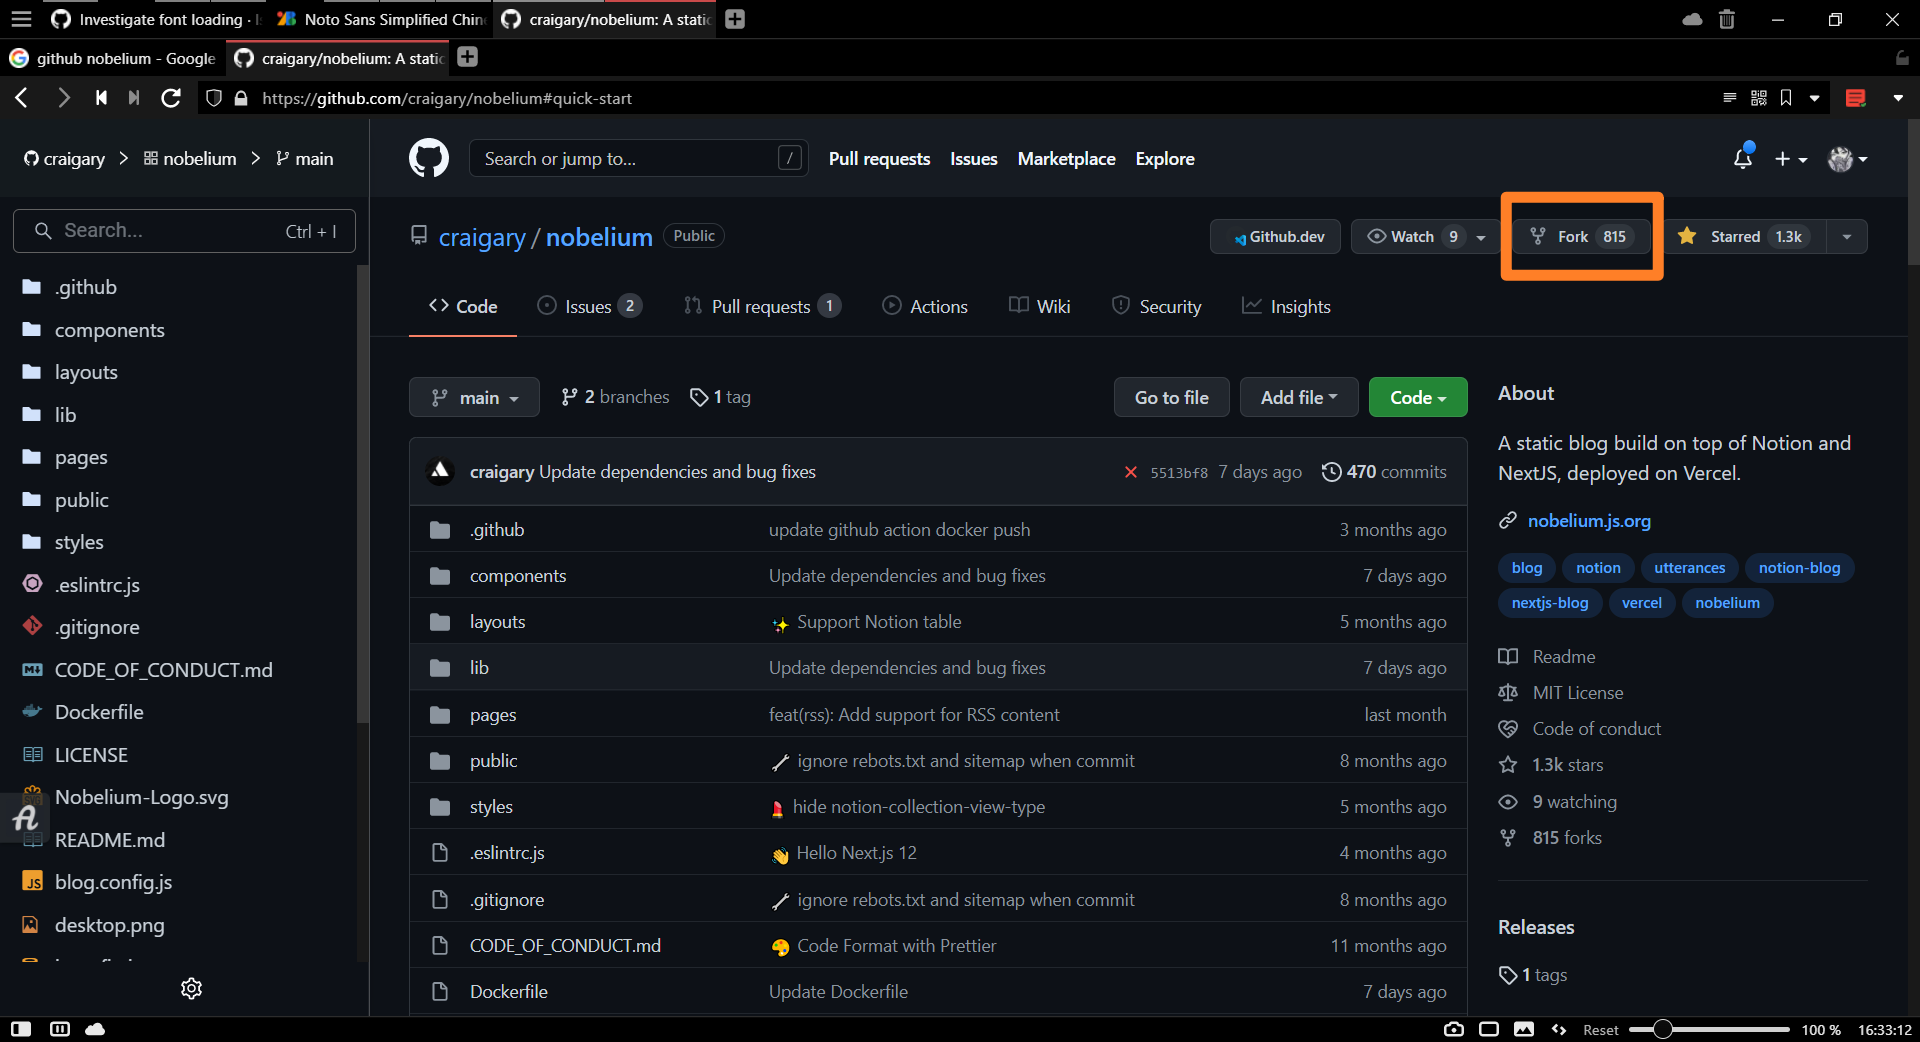 Investigate font loading ·
Noto Sans Simplified Chin
craigary/nobelium: A static
github nobelium - Google
craigary/nobelium: A static
https://github.com/craigary/nobelium#quick-start
craigary > nobelium > main
Search or jump to... /
Pull requests Issues Marketplace Explore
Search... Ctrl + I
craigary / nobelium Public
Github.dev Watch 9 Fork 815 Starred 1.3k
Code Issues 2 Pull requests 1 Actions Wiki Security Insights
.github
components
layouts
lib
pages
public
styles
.eslintrc.js
.gitignore
CODE_OF_CONDUCT.md
Dockerfile
LICENSE
Nobelium-Logo.svg
README.md
blog.config.js
desktop.png
main 2 branches 1 tag Go to file Add file Code
craigary Update dependencies and bug fixes 5513bf8 7 days ago 470 commits
.github update github action docker push 3 months ago
components Update dependencies and bug fixes 7 days ago
layouts ✨ Support Notion table 5 months ago
lib Update dependencies and bug fixes 7 days ago
pages feat(rss): Add support for RSS content last month
public 🔧 ignore rebots.txt and sitemap when commit 8 months ago
styles 💄 hide notion-collection-view-type 5 months ago
.eslintrc.js 👋 Hello Next.js 12 4 months ago
.gitignore 🔧 ignore rebots.txt and sitemap when commit 8 months ago
CODE_OF_CONDUCT.md 🎨 Code Format with Prettier 11 months ago
Dockerfile Update Dockerfile 7 days ago
About
A static blog build on top of Notion and
NextJS, deployed on Vercel.
nobelium.js.org
blog notion utterances notion-blog
nextjs-blog vercel nobelium
Readme
MIT License
Code of conduct
1.3k stars
9 watching
815 forks
Releases
1 tags
Reset 100 % 16:33:12